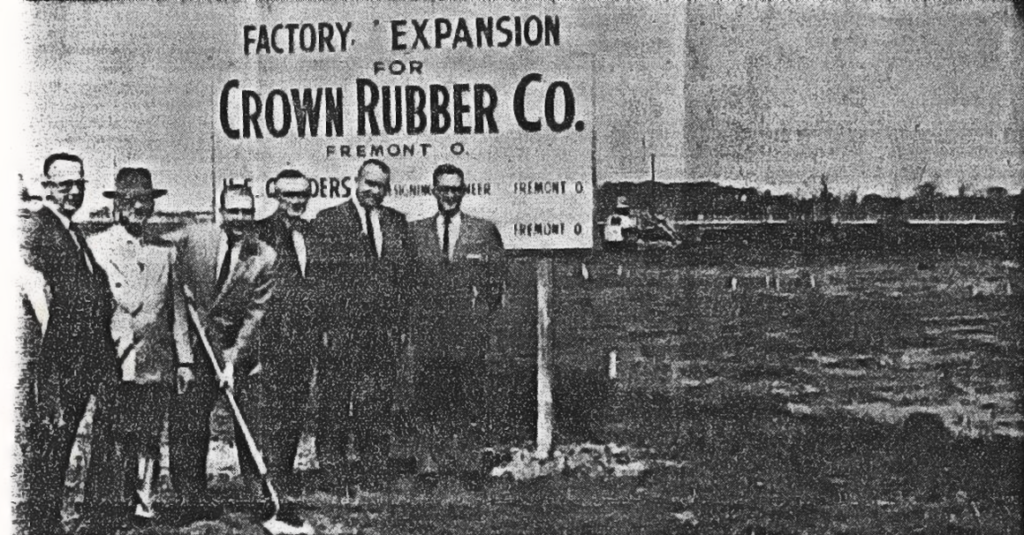 FACTORY EXPANSION
FOR
CROWN RUBBER CO.
FREMONT O.
FREMONT O
FREMONT O